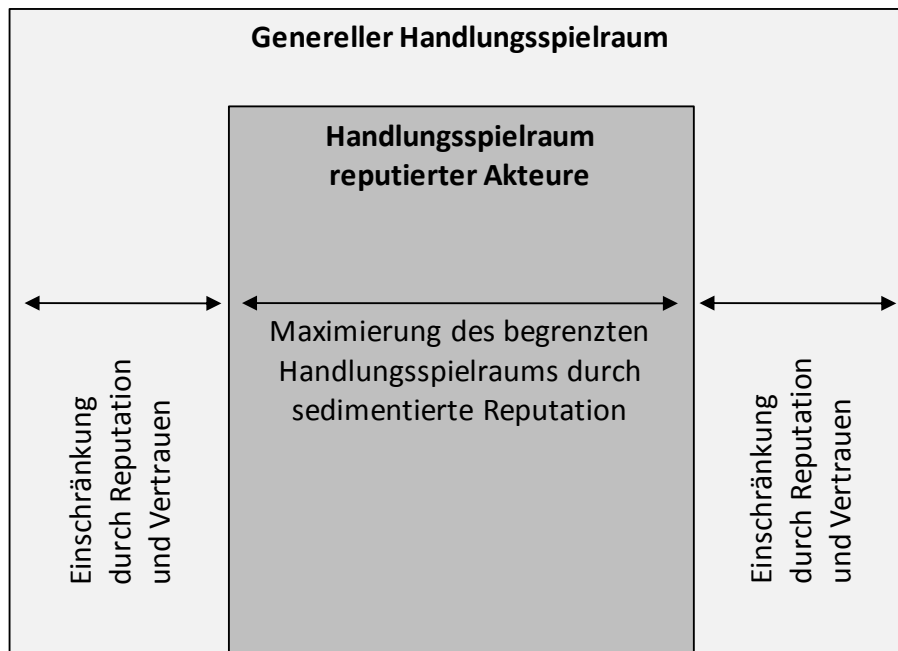 Genereller Handlungsspielraum
Handlungsspielraum
reputierter Akteure
Maximierung des begrenzten
Handlungsspielraums durch
sedimentierte Reputation
Einschränkung
durch Reputation
und Vertrauen
Einschränkung
durch Reputation
und Vertrauen